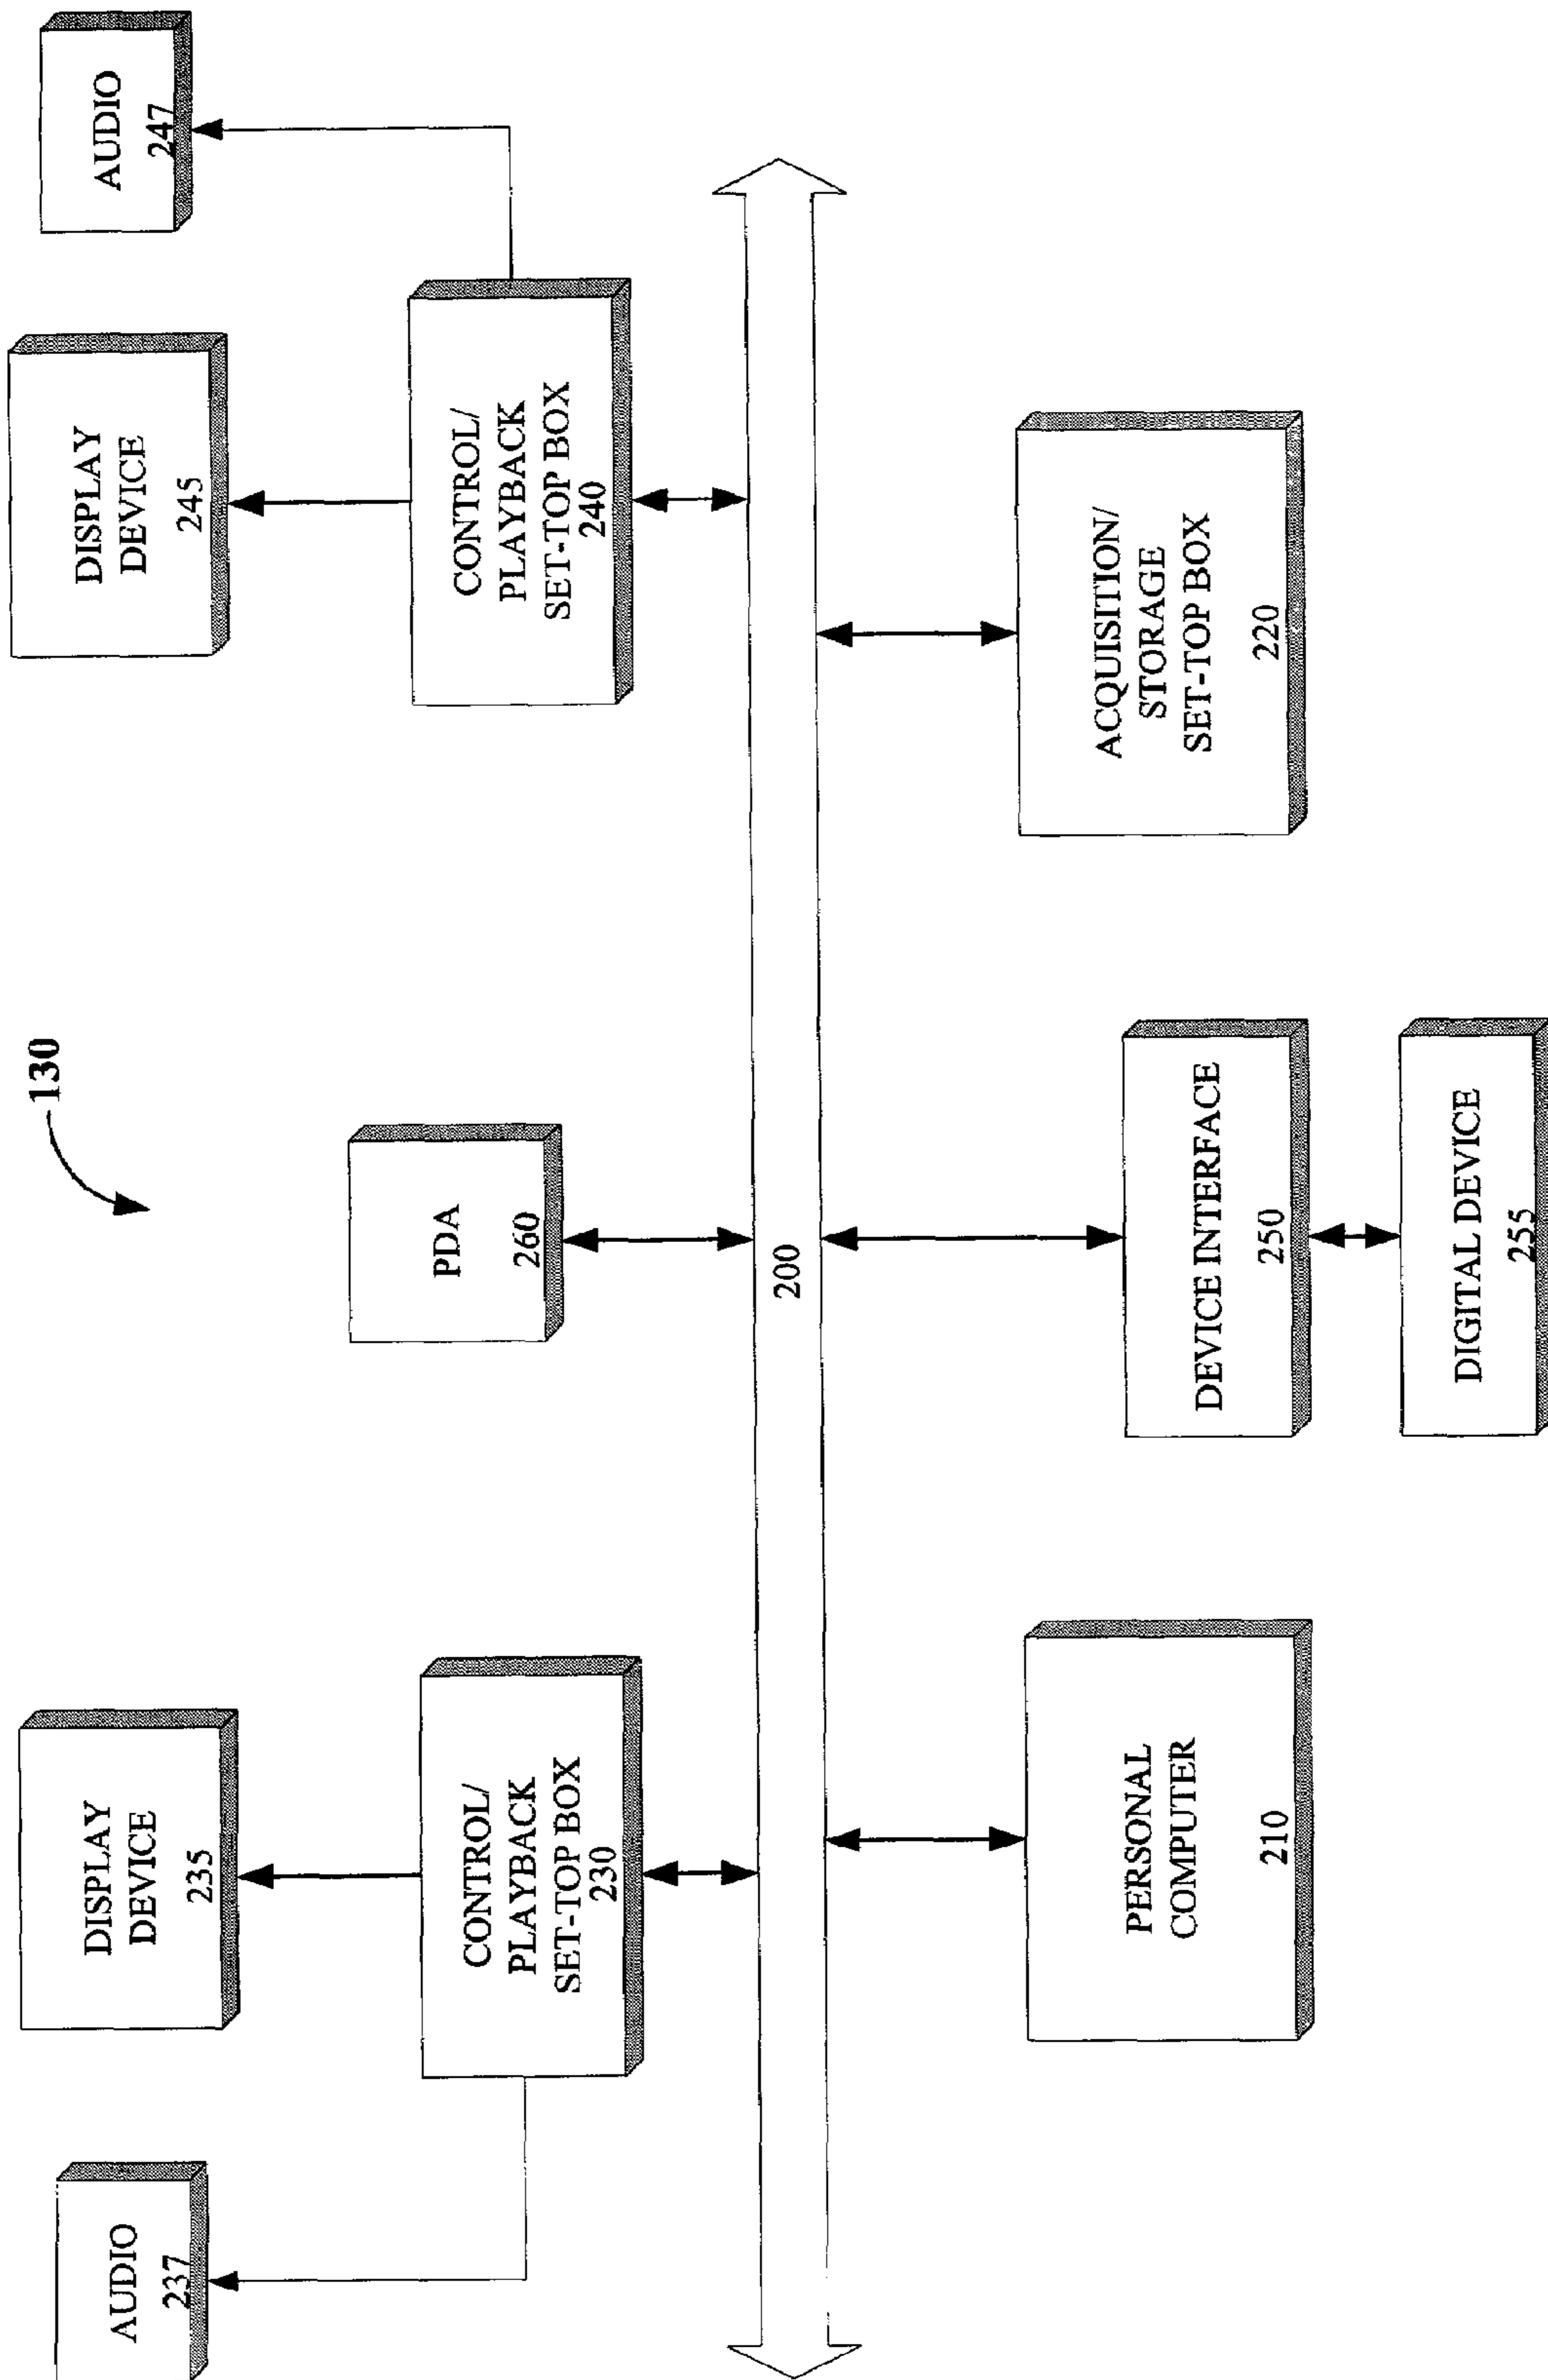 130
AUDIO
237
DISPLAY
DEVICE
235
DISPLAY
DEVICE
245
AUDIO
247
CONTROL/
PLAYBACK
SET-TOP BOX
230
PDA
260
CONTROL/
PLAYBACK
SET-TOP BOX
240
200
PERSONAL
COMPUTER
210
DEVICE INTERFACE
250
DIGITAL DEVICE
255
ACQUISITION/
STORAGE
SET-TOP BOX
220